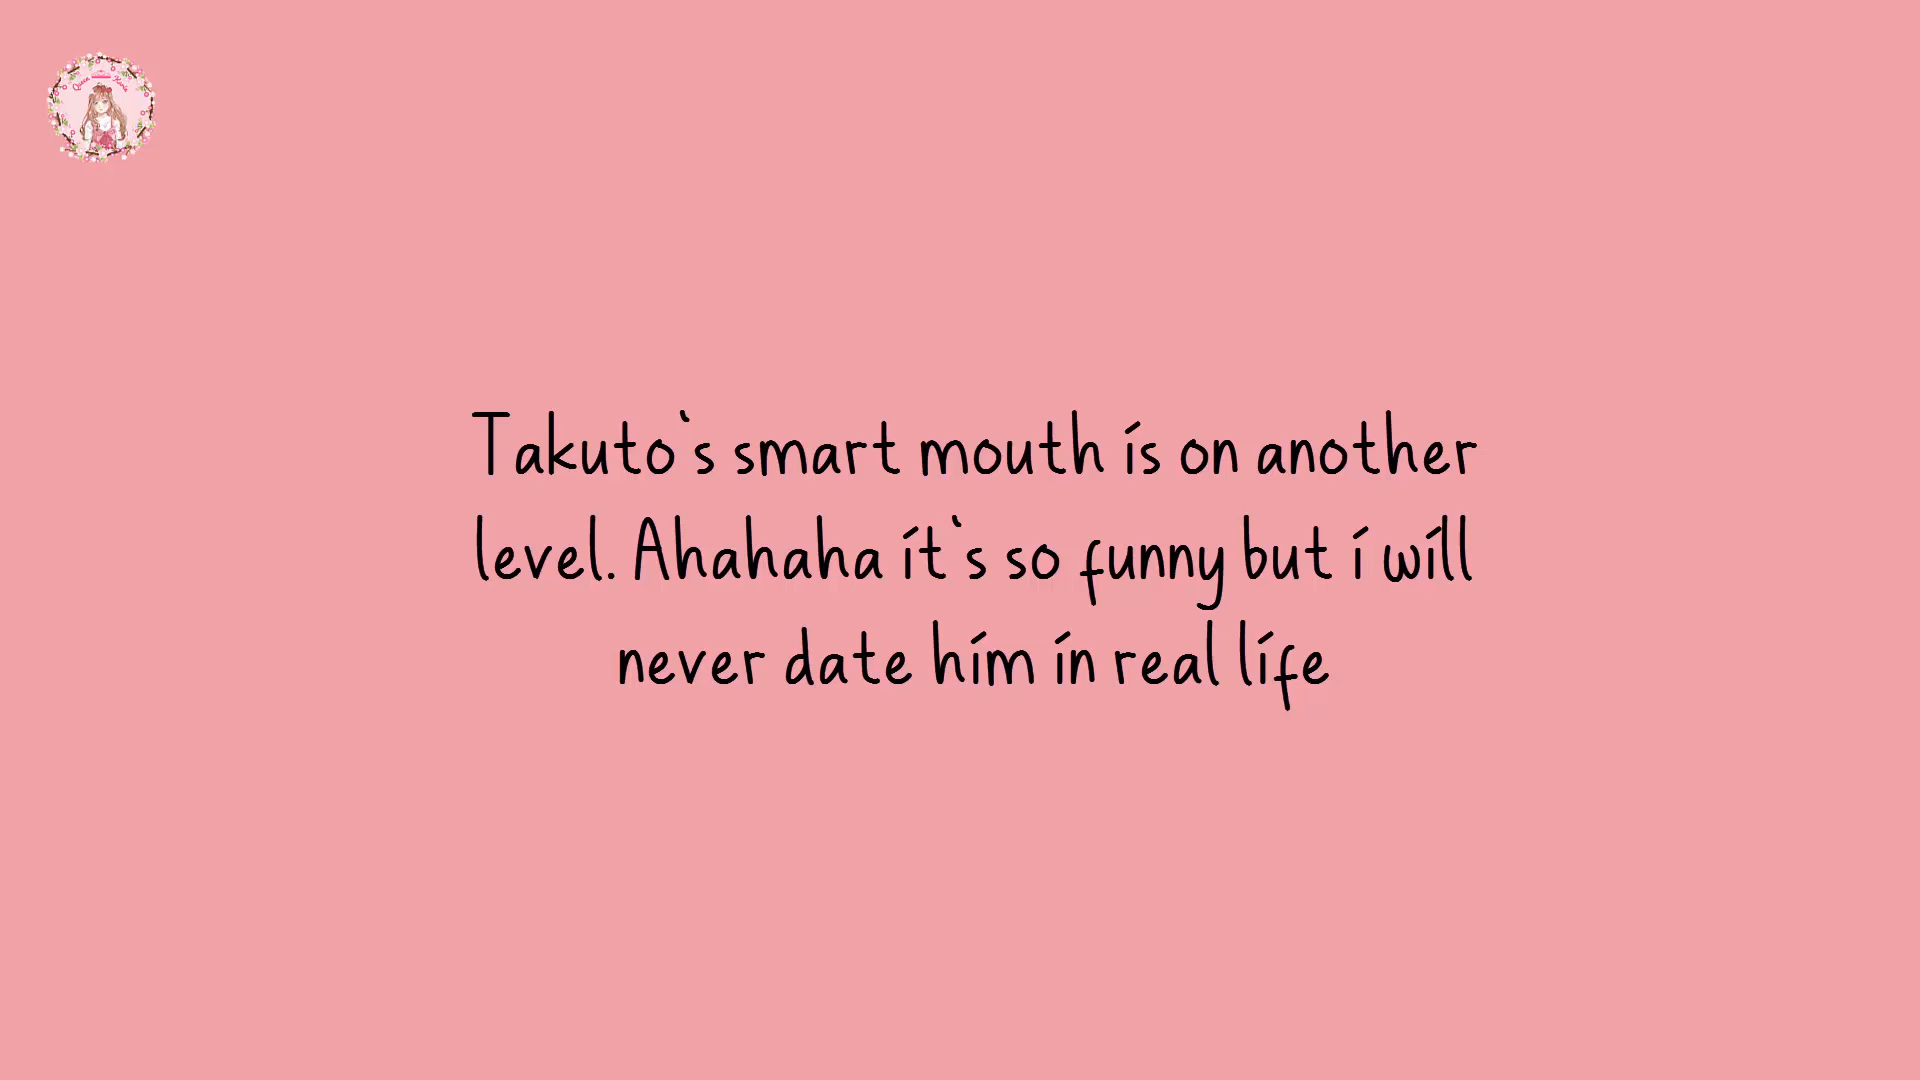 Queen
Takuto`s smart mouth is on another
level. Ahahaha it`s so funny but i will
never date him in real life